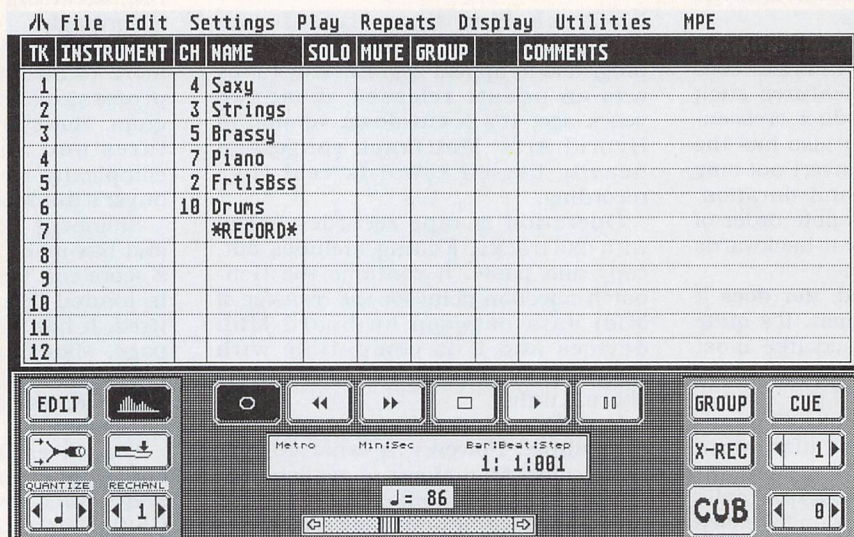 File Edit Settings Play Repeats Display Utilities MPE
TK INSTRUMENT CH NAME SOLO MUTE GROUP COMMENTS
1 4 Saxy
2 3 Strings
3 5 Brassy
4 7 Piano
5 2 FrtlsBss
6 10 Drums
7 *RECORD*
8
9
10
11
12
EDIT GROUP CUE
Metro Min:Sec Bar:Beat:Step
1: 1:001
X-REC 1
QUANTIZE RECHANL
♩= 86
1 CUB 0